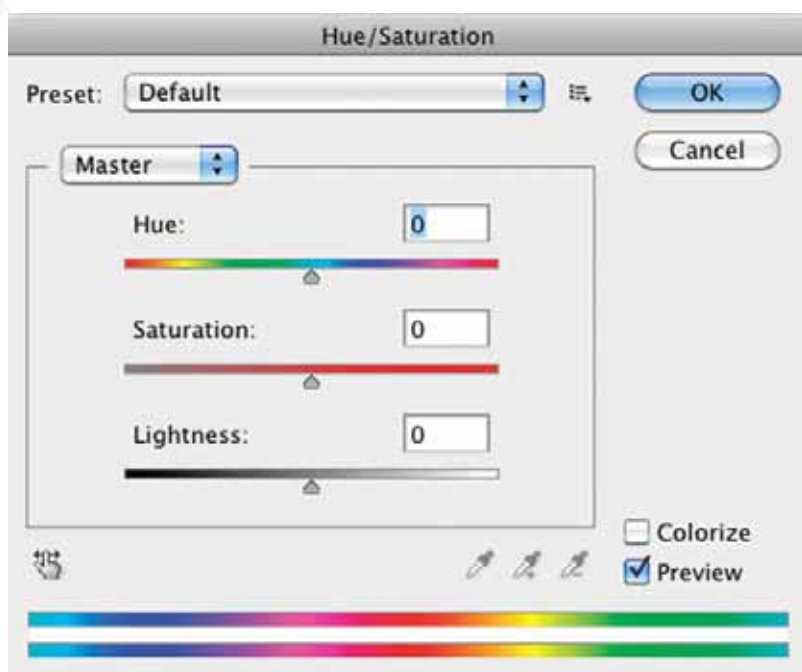 Hue/Saturation
Preset: Default OK
Cancel
Master
Hue: 0
Saturation: 0
Lightness: 0
Colorize
Preview